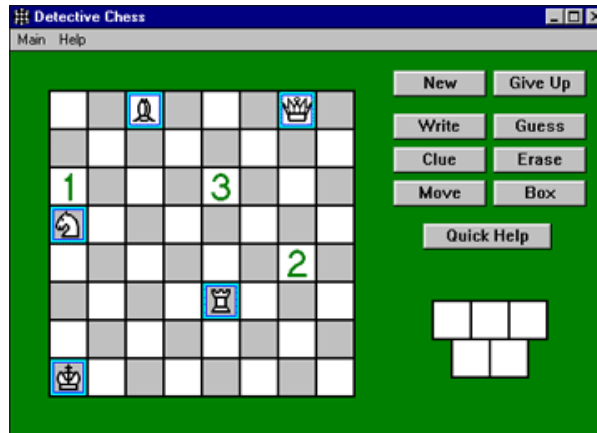 Detective Chess
Main Help
New Give Up
Write Guess
Clue Erase
1 3
Move Box
Quick Help
2